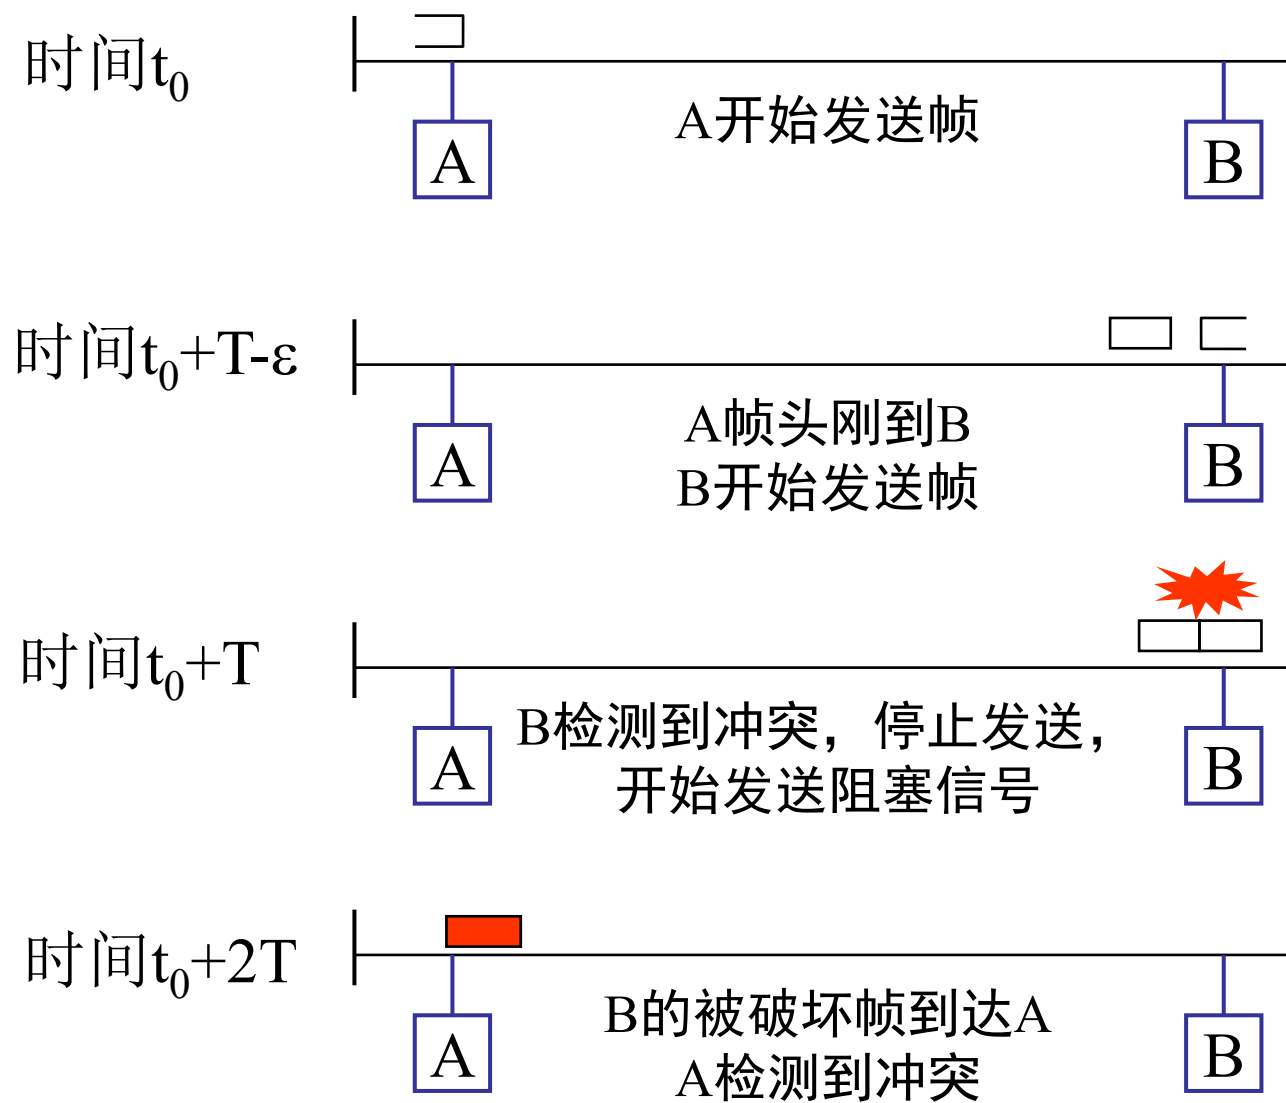 时间t₀
A开始发送帧
A
B
时间t₀+T-ε
A帧头刚到B
B开始发送帧
A
B
时间t₀+T
B检测到冲突，停止发送，
开始发送阻塞信号
A
B
时间t₀+2T
B的被破坏帧到达A
A检测到冲突
A
B